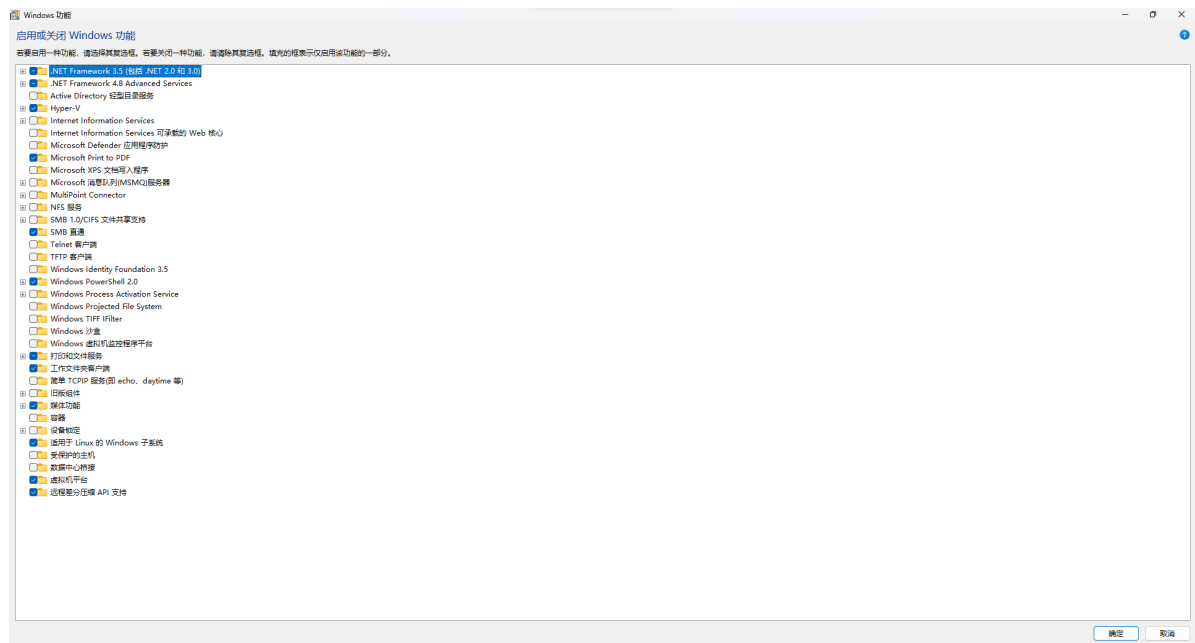 Windows 功能
启用或关闭 Windows 功能
若要启用一种功能，请选择其复选框。若要关闭一种功能，请清除其复选框。填充的框表示仅启用该功能的一部分。
.NET Framework 3.5 (包括 .NET 2.0 和 3.0)
.NET Framework 4.8 Advanced Services
Active Directory 轻型目录服务
Hyper-V
Internet Information Services
Internet Information Services 可承载的 Web 核心
Microsoft Defender 应用程序防护
Microsoft Print to PDF
Microsoft XPS 文档写入程序
Microsoft 消息队列(MSMQ)服务器
MultiPoint Connector
NFS 服务
SMB 1.0/CIFS 文件共享支持
SMB 直通
Telnet 客户端
TFTP 客户端
Windows Identity Foundation 3.5
Windows PowerShell 2.0
Windows Process Activation Service
Windows Projected File System
Windows TIFF IFilter
Windows 沙盒
Windows 虚拟机监控程序平台
打印和文件服务
工作文件夹客户端
简单 TCPIP 服务(即 echo、daytime 等)
旧版组件
媒体功能
容器
设备锁定
适用于 Linux 的 Windows 子系统
受保护的主机
数据中心桥接
虚拟机平台
远程差分压缩 API 支持
确定 取消